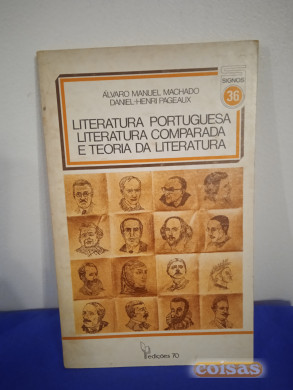 ÁLVARO MANUEL MACHADO
DANIEL-HENRI PAGEAUX
SIGNOS
36
LITERATURA PORTUGUESA
LITERATURA COMPARADA
E TEORIA DA LITERATURA
edições 70
coisas